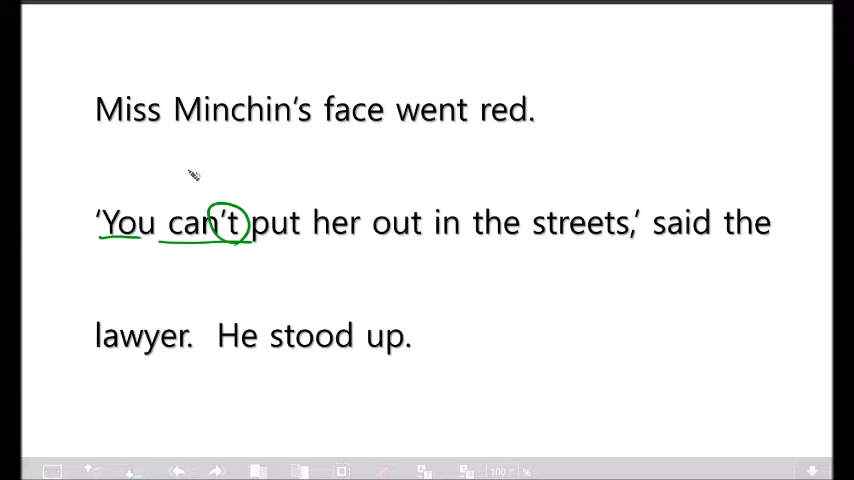 Miss Minchin's face went red.
‘You can't put her out in the streets,’ said the
lawyer. He stood up.
100 %